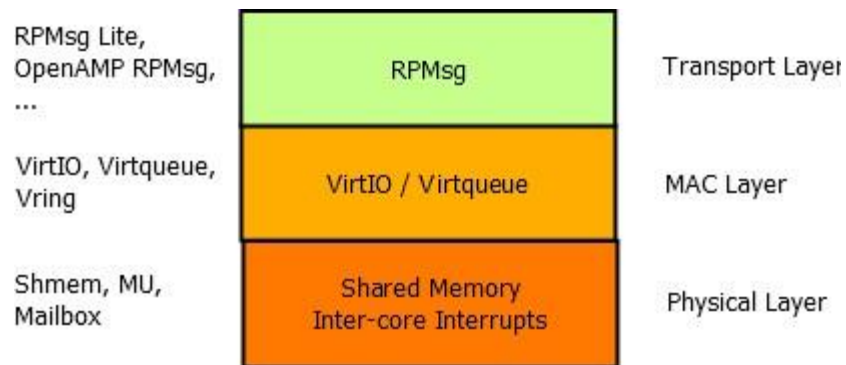 RPMsg Lite,
OpenAMP RPMsg,
...
RPMsg
Transport Layer
VirtIO, Virtqueue,
Vring
VirtIO / Virtqueue
MAC Layer
Shmem, MU,
Mailbox
Shared Memory
Inter-core Interrupts
Physical Layer